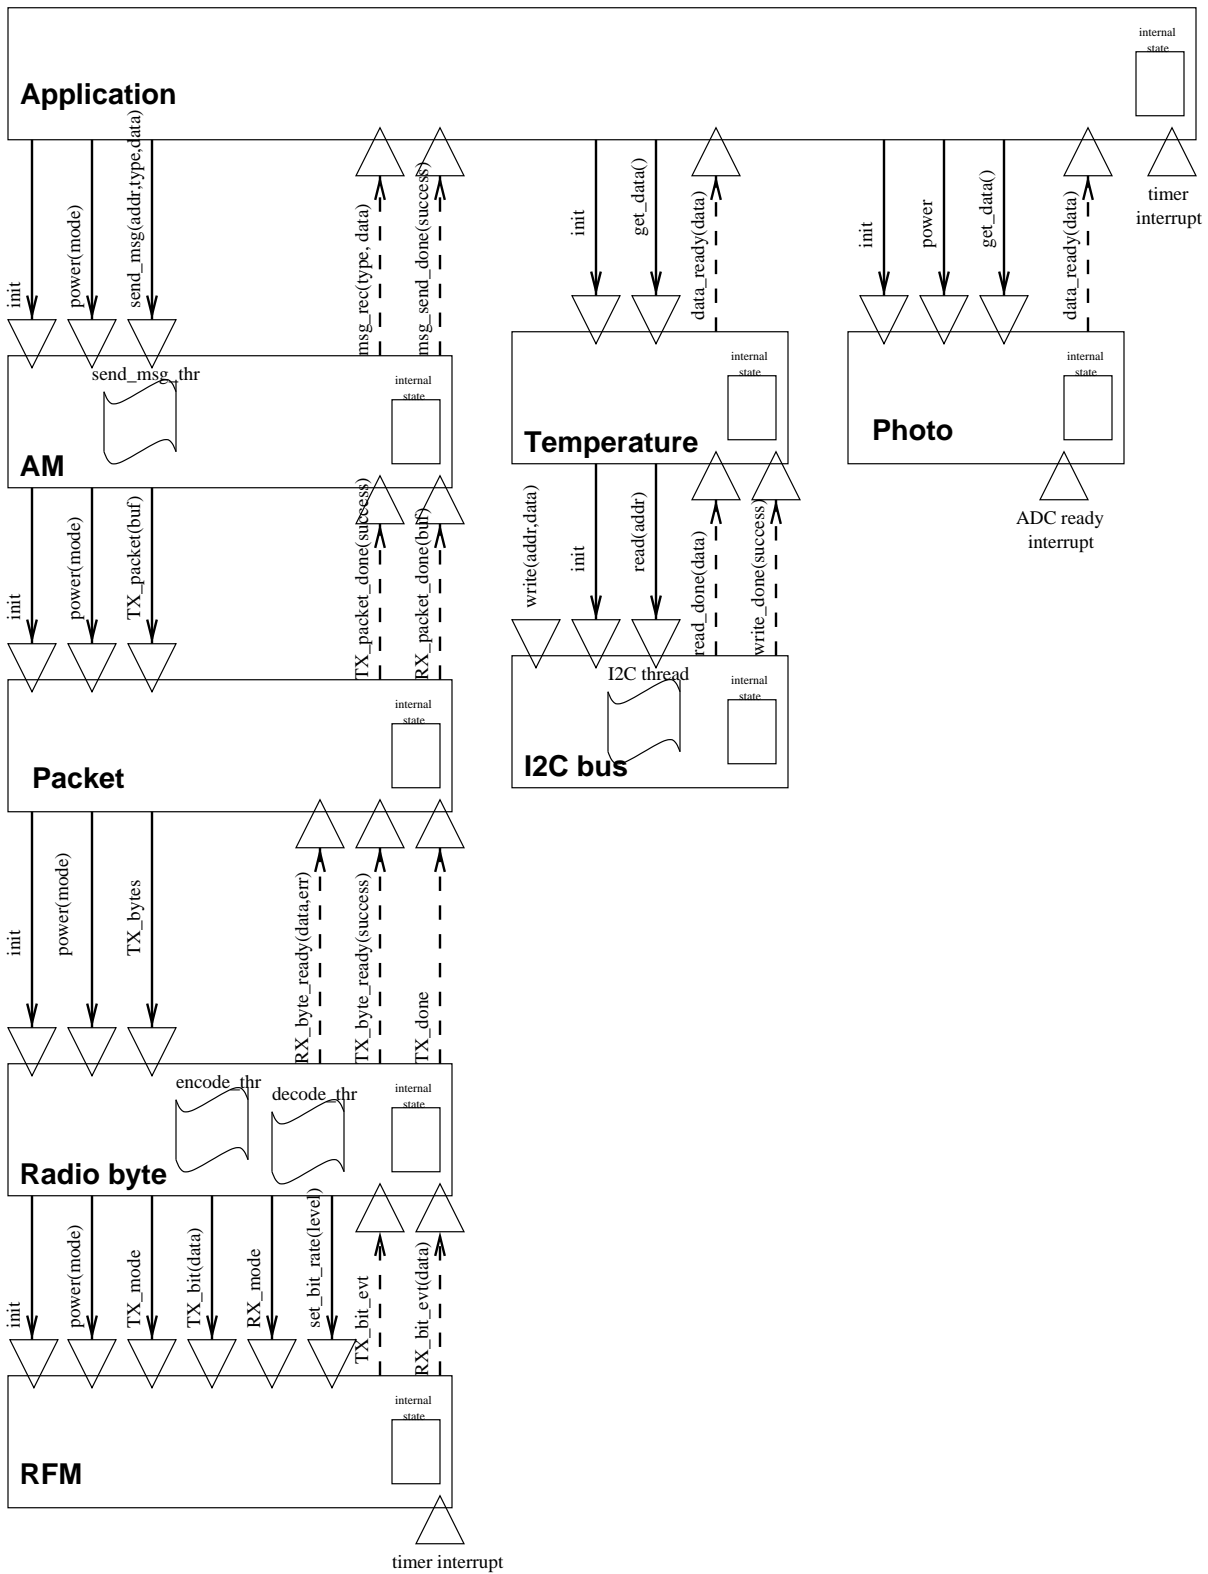 internal
state
Application
init
power(mode)
send_msg(addr,type,data)
msg_rec(type, data)
msg_send_done(success)
init
get_data()
data_ready(data)
init
power
get_data()
data_ready(data)
timer
interrupt
send_msg_thr
internal
state
AM
internal
state
Temperature
internal
state
Photo
ADC ready
interrupt
init
power(mode)
TX_packet(buf)
TX_packet_done(success)
RX_packet_done(buf)
write(addr,data)
init
read(addr)
read_done(data)
write_done(success)
internal
state
Packet
I2C thread
internal
state
I2C bus
init
power(mode)
TX_bytes
RX_byte_ready(data,err)
TX_byte_ready(success)
TX_done
encode_thr
decode_thr
internal
state
Radio byte
init
power(mode)
TX_mode
TX_bit(data)
RX_mode
set_bit_rate(level)
TX_bit_evt
RX_bit_evt(data)
internal
state
RFM
timer interrupt